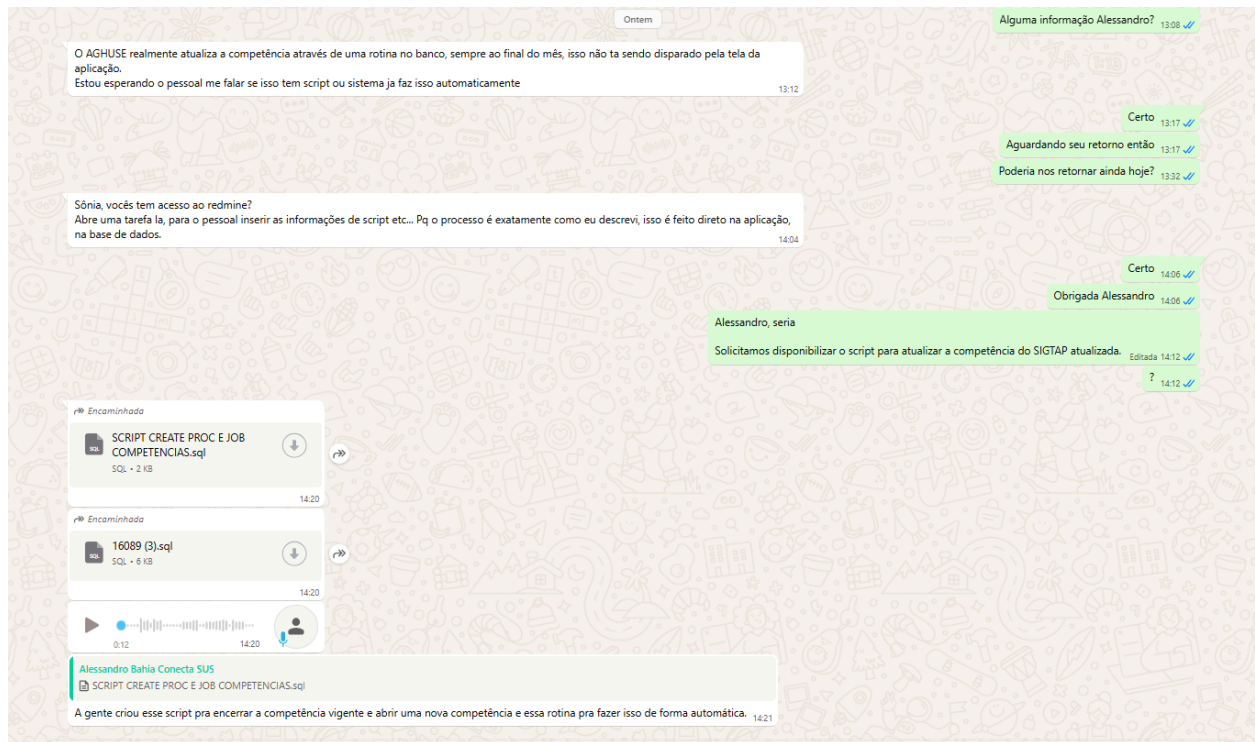 Ontem
Alguma informação Alessandro? 13:08
O AGHUSE realmente atualiza a competência através de uma rotina no banco, sempre ao final do mês, isso não ta sendo disparado pela tela da
aplicação.
Estou esperando o pessoal me falar se isso tem script ou sistema ja faz isso automaticamente
13:12
Certo 13:17
Aguardando seu retorno então 13:17
Poderia nos retornar ainda hoje? 13:32
Sônia, vocês tem acesso ao redmine?
Abre uma tarefa la, para o pessoal inserir as informações de script etc... Pq o processo é exatamente como eu descrevi, isso é feito direto na aplicação,
na base de dados.
14:04
Certo 14:06
Obrigada Alessandro 14:06
Alessandro, seria
Solicitamos disponibilizar o script para atualizar a competência do SIGTAP atualizada. Editada 14:12
? 14:12
Encaminhada
SCRIPT CREATE PROC E JOB
COMPETENCIAS.sql
SQL • 2 KB
14:20
Encaminhada
16089 (3).sql
SQL • 6 KB
14:20
0:12 14:20
Alessandro Bahia Conecta SUS
SCRIPT CREATE PROC E JOB COMPETENCIAS.sql
A gente criou esse script pra encerrar a competência vigente e abrir uma nova competência e essa rotina pra fazer isso de forma automática. 14:21